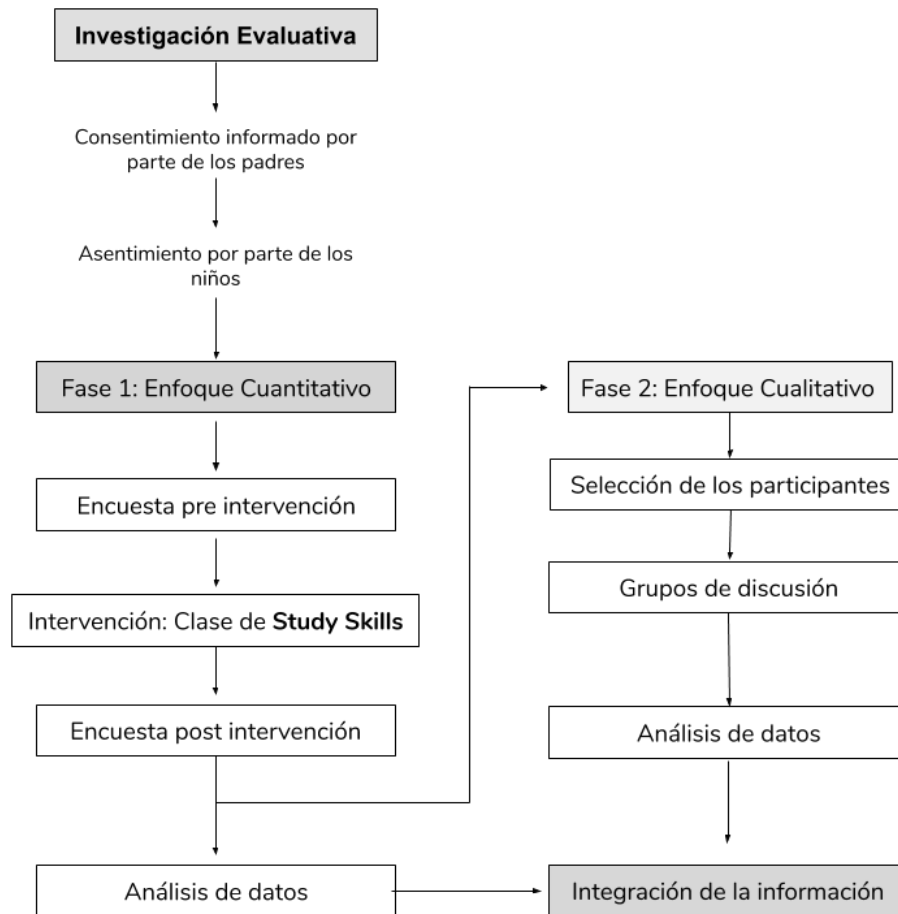 Investigación Evaluativa
Consentimiento informado por
parte de los padres
Asentimiento por parte de los
niños
Fase 1: Enfoque Cuantitativo
Encuesta pre intervención
Intervención: Clase de Study Skills
Encuesta post intervención
Análisis de datos
Fase 2: Enfoque Cualitativo
Selección de los participantes
Grupos de discusión
Análisis de datos
Integración de la información